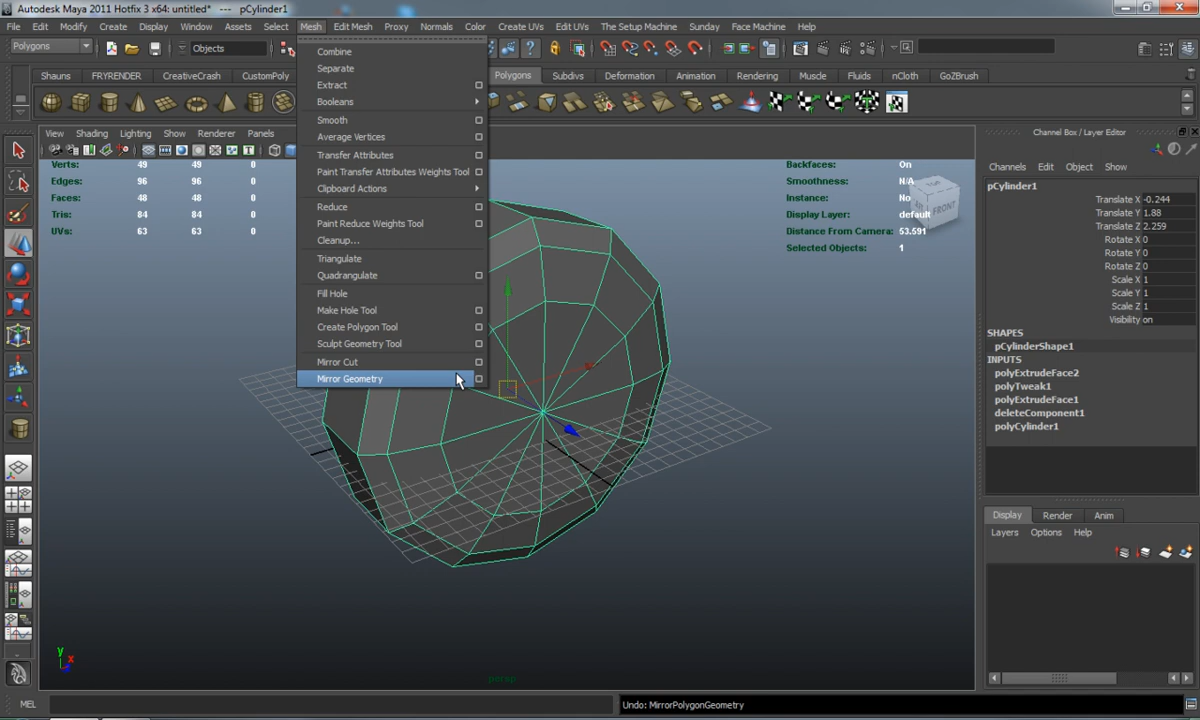 Autodesk Maya 2011 Hotfix 3 x64: untitled* --- pCylinder1
File Edit Modify Create Display Window Assets Select Mesh Edit Mesh Proxy Normals Color Create UVs Edit UVs The Setup Machine Sunday Face Machine Help
Polygons Objects
Shauns FRYRENDER CreativeCrash CustomPoly Polygons Subdivs Deformation Animation Rendering Muscle Fluids nCloth GoZBrush
View Shading Lighting Show Renderer Panels
Verts: 49 49 0
Edges: 96 96 0
Faces: 48 48 0
Tris: 84 84 0
UVs: 63 63 0
Combine
Separate
Extract
Booleans
Smooth
Average Vertices
Transfer Attributes
Paint Transfer Attributes Weights Tool
Clipboard Actions
Reduce
Paint Reduce Weights Tool
Cleanup...
Triangulate
Quadrangulate
Fill Hole
Make Hole Tool
Create Polygon Tool
Sculpt Geometry Tool
Mirror Cut
Mirror Geometry
Backfaces: On
Smoothness: N/A
Instance: No
Display Layer: default
Distance From Camera: 53.591
Selected Objects: 1
TOP
FRONT
persp
y
x
z
Channel Box / Layer Editor
Channels Edit Object Show
pCylinder1
Translate X -0.244
Translate Y 1.88
Translate Z 2.259
Rotate X 0
Rotate Y 0
Rotate Z 0
Scale X 1
Scale Y 1
Scale Z 1
Visibility on
SHAPES
pCylinderShape1
INPUTS
polyExtrudeFace2
polyTweak1
polyExtrudeFace1
deleteComponent1
polyCylinder1
Display Render Anim
Layers Options Help
MEL
Undo: MirrorPolygonGeometry